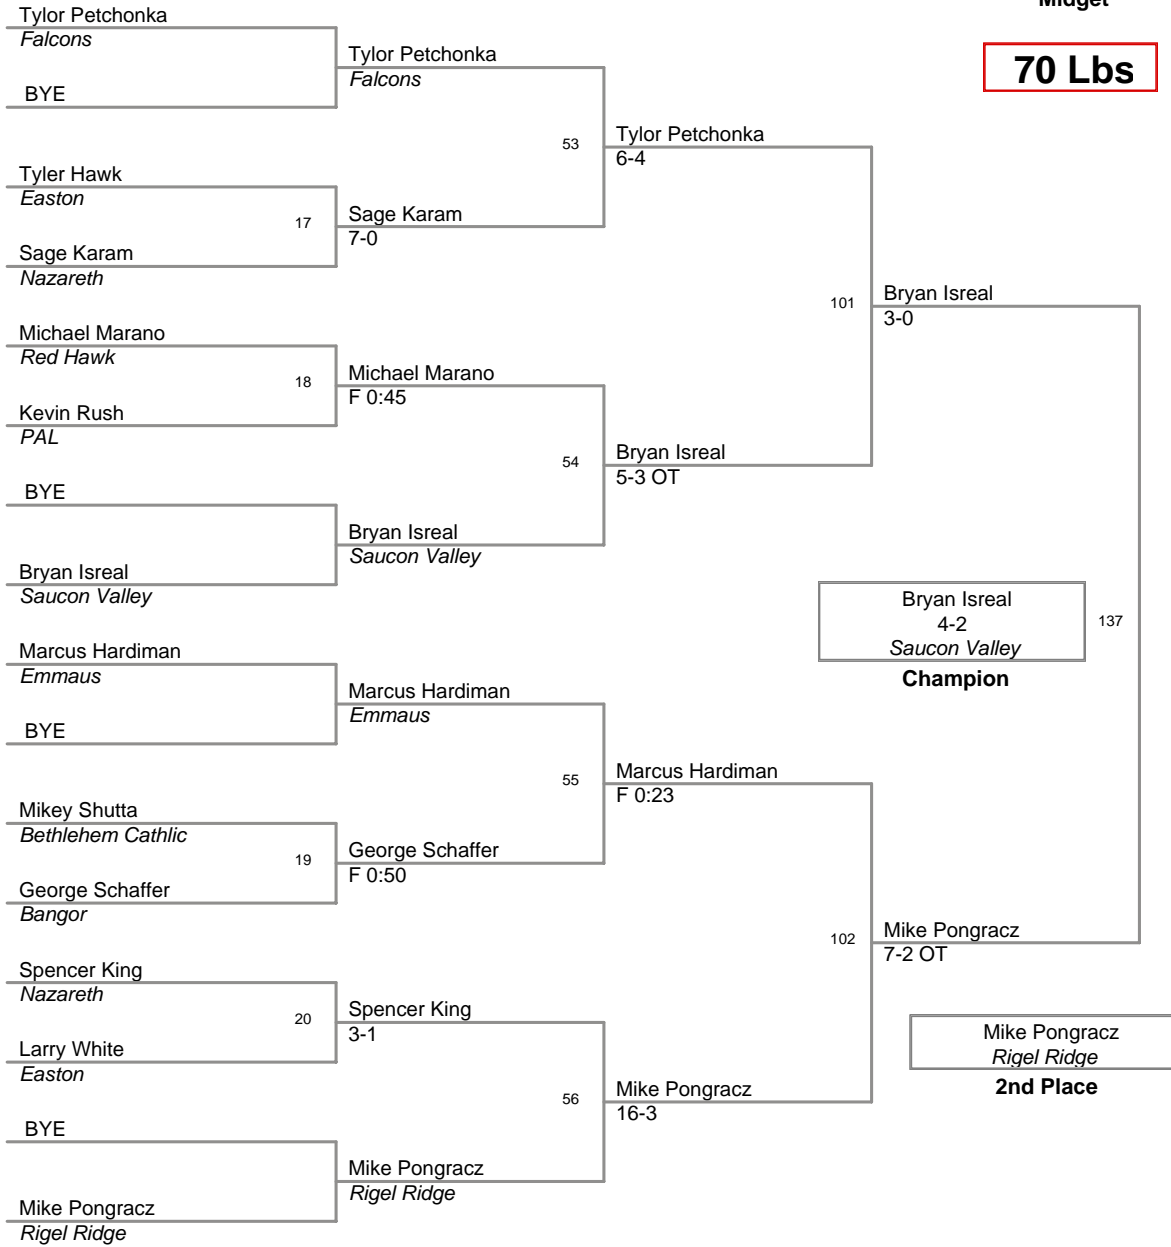 Midget
70 Lbs
Tylor Petchonka
Falcons
BYE
Tyler Hawk
Easton
17
Sage Karam
Nazareth
Michael Marano
Red Hawk
18
Kevin Rush
PAL
BYE
Bryan Isreal
Saucon Valley
Marcus Hardiman
Emmaus
BYE
Mikey Shutta
Bethlehem Cathlic
19
George Schaffer
Bangor
Spencer King
Nazareth
20
Larry White
Easton
BYE
Mike Pongracz
Rigel Ridge
Tylor Petchonka
Falcons
53
Sage Karam
7-0
Michael Marano
F 0:45
54
Bryan Isreal
Saucon Valley
Marcus Hardiman
Emmaus
55
George Schaffer
F 0:50
Spencer King
3-1
56
Mike Pongracz
Rigel Ridge
Tylor Petchonka
6-4
101
Bryan Isreal
5-3 OT
Marcus Hardiman
F 0:23
102
Mike Pongracz
16-3
Bryan Isreal
3-0
137
Mike Pongracz
7-2 OT
Bryan Isreal
4-2
Saucon Valley
Champion
Mike Pongracz
Rigel Ridge
2nd Place